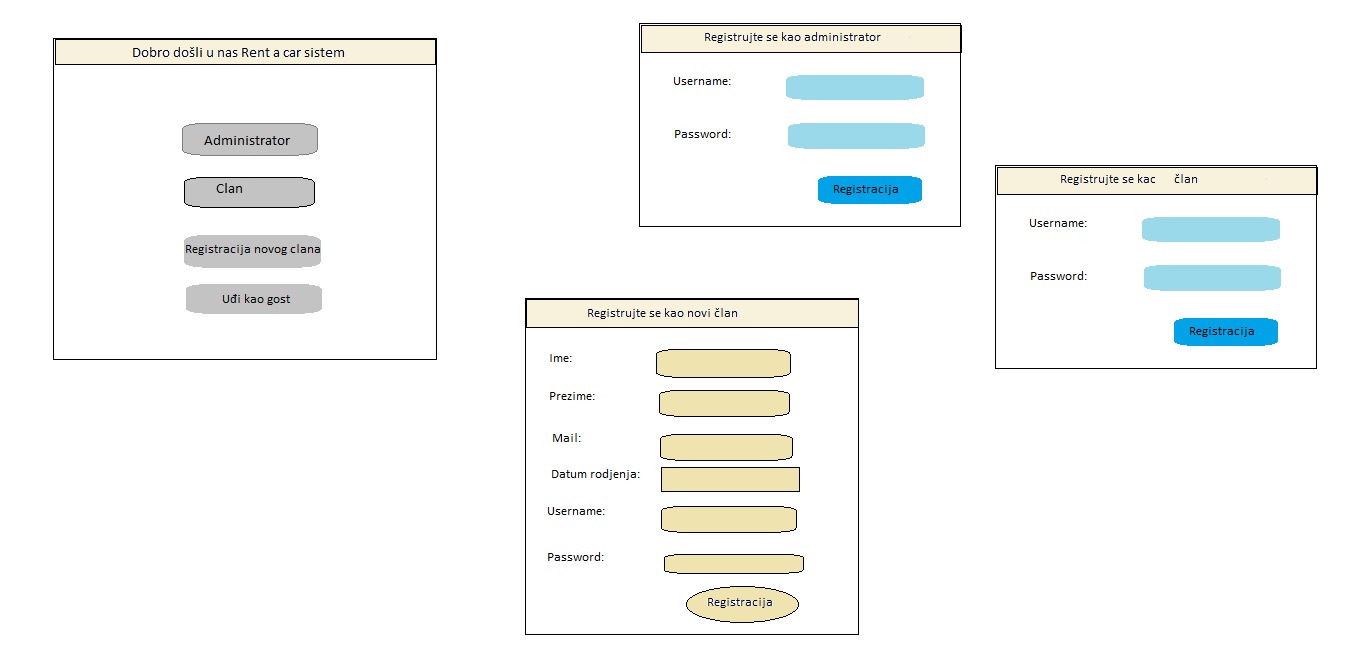 Dobro došli u nas Rent a car sistem
Administrator
Clan
Registracija novog clana
Uđi kao gost
Registrujte se kao administrator
Username:
Password:
Registracija
Registrujte se kac član
Username:
Password:
Registracija
Registrujte se kao novi član
Ime:
Prezime:
Mail:
Datum rodjenja:
Username:
Password:
Registracija